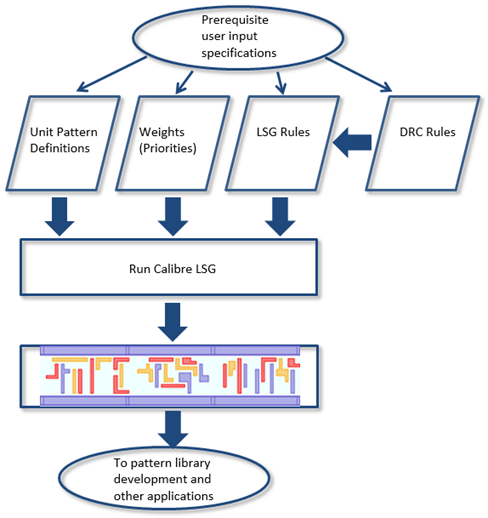 Prerequisite
user input
specifications
Unit Pattern
Definitions
Weights
(Priorities)
LSG Rules
DRC Rules
Run Calibre LSG
To pattern library
development and
other applications